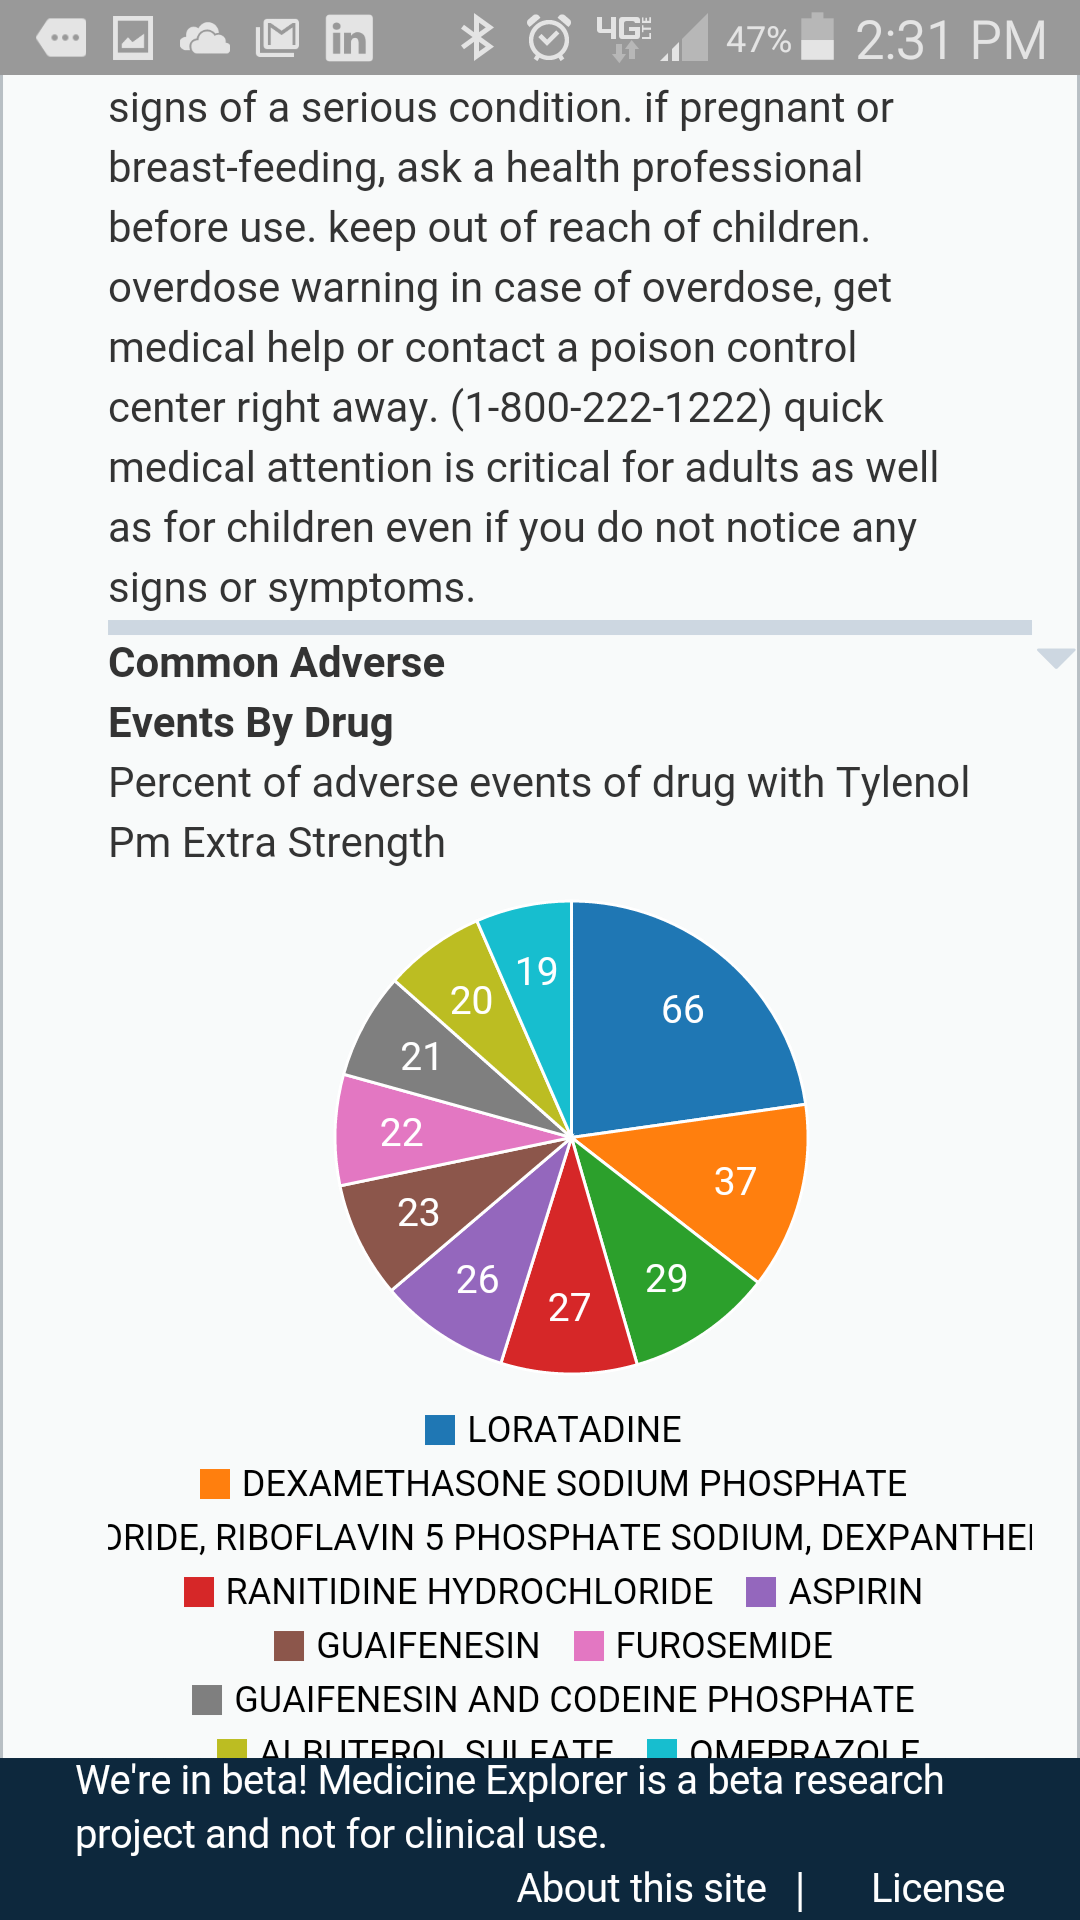 4G LTE 47% 2:31 PM
signs of a serious condition. if pregnant or
breast-feeding, ask a health professional
before use. keep out of reach of children.
overdose warning in case of overdose, get
medical help or contact a poison control
center right away. (1-800-222-1222) quick
medical attention is critical for adults as well
as for children even if you do not notice any
signs or symptoms.
Common Adverse
Events By Drug
Percent of adverse events of drug with Tylenol
Pm Extra Strength
19
66
20
21
22
37
23
29
26
27
LORATADINE
DEXAMETHASONE SODIUM PHOSPHATE
ORIDE, RIBOFLAVIN 5 PHOSPHATE SODIUM, DEXPANTHE
RANITIDINE HYDROCHLORIDE ASPIRIN
GUAIFENESIN FUROSEMIDE
GUAIFENESIN AND CODEINE PHOSPHATE
ALBUTEROL SULFATE OMEPRAZOLE
We're in beta! Medicine Explorer is a beta research
project and not for clinical use.
About this site | License